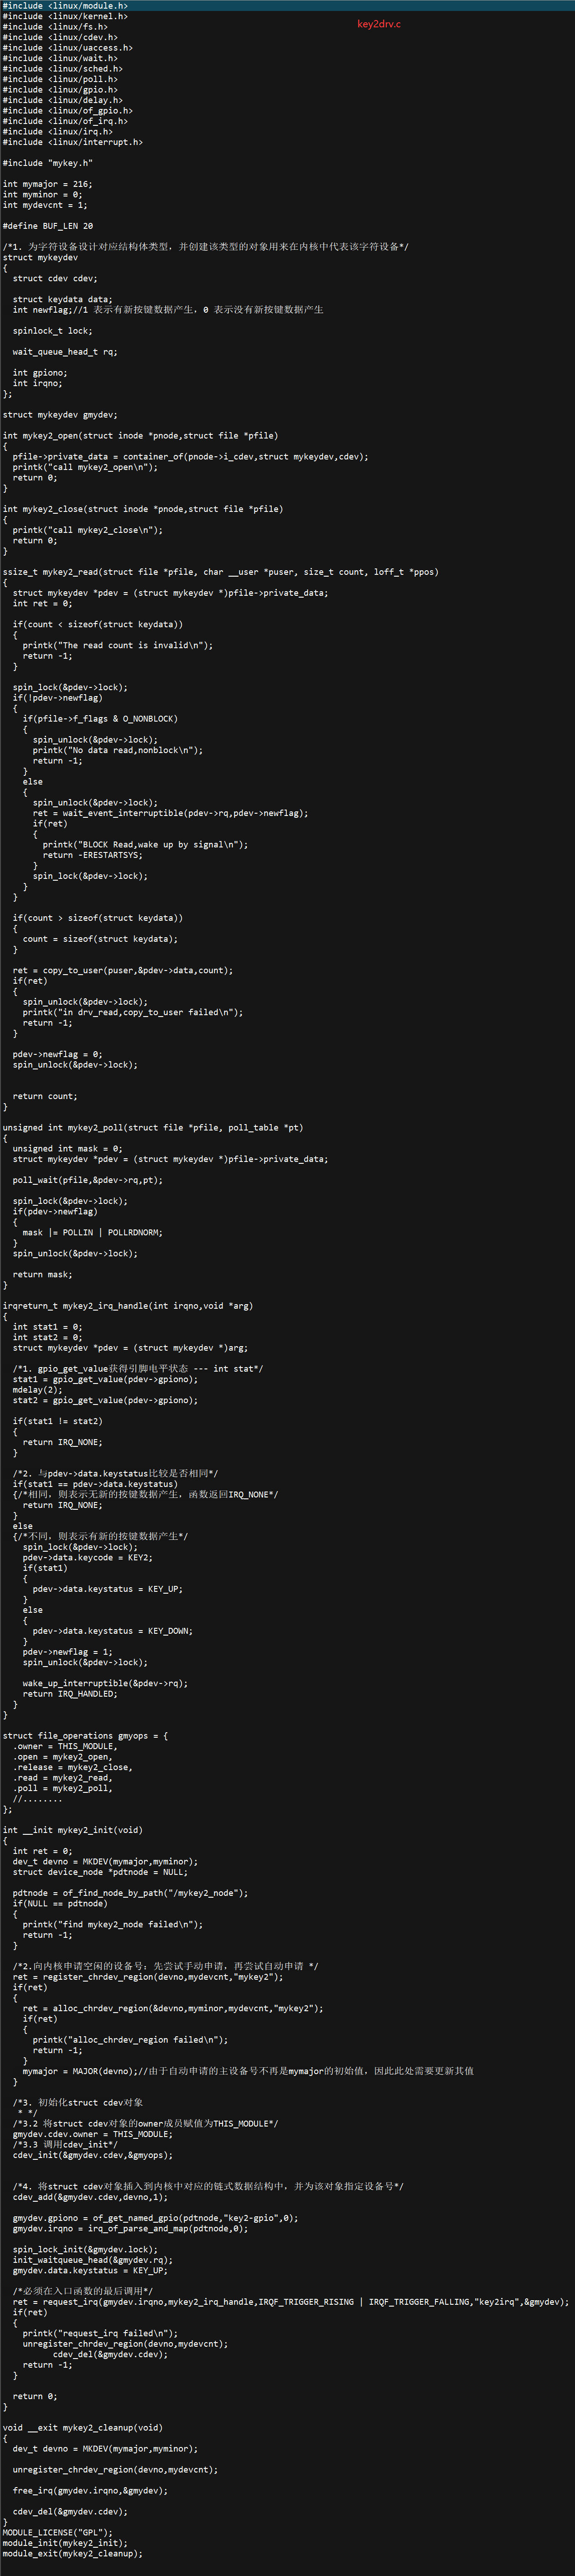 #include <linux/module.h>
#include <linux/kernel.h>
key2drv.c
#include <linux/fs.h>
#include <linux/cdev.h>
#include <linux/uaccess.h>
#include <linux/wait.h>
#include <linux/sched.h>
#include <linux/poll.h>
#include <linux/gpio.h>
#include <linux/delay.h>
#include <linux/of_gpio.h>
#include <linux/of_irq.h>
#include <linux/irq.h>
#include <linux/interrupt.h>

#include "mykey.h"

int mymajor = 216;
int myminor = 0;
int mydevcnt = 1;

#define BUF_LEN 20

/*1. 为字符设备设计对应结构体类型，并创建该类型的对象用来在内核中代表该字符设备*/
struct mykeydev
{
  struct cdev cdev;

  struct keydata data;
  int newflag;//1 表示有新按键数据产生，0 表示没有新按键数据产生

  spinlock_t lock;

  wait_queue_head_t rq;

  int gpiono;
  int irqno;
};

struct mykeydev gmydev;

int mykey2_open(struct inode *pnode,struct file *pfile)
{
  pfile->private_data = container_of(pnode->i_cdev,struct mykeydev,cdev);
  printk("call mykey2_open\n");
  return 0;
}

int mykey2_close(struct inode *pnode,struct file *pfile)
{
  printk("call mykey2_close\n");
  return 0;
}

ssize_t mykey2_read(struct file *pfile, char __user *puser, size_t count, loff_t *ppos)
{
  struct mykeydev *pdev = (struct mykeydev *)pfile->private_data;
  int ret = 0;

  if(count < sizeof(struct keydata))
  {
    printk("The read count is invalid\n");
    return -1;
  }

  spin_lock(&pdev->lock);
  if(!pdev->newflag)
  {
    if(pfile->f_flags & O_NONBLOCK)
    {
      spin_unlock(&pdev->lock);
      printk("No data read,nonblock\n");
      return -1;
    }
    else
    {
      spin_unlock(&pdev->lock);
      ret = wait_event_interruptible(pdev->rq,pdev->newflag);
      if(ret)
      {
        printk("BLOCK Read,wake up by signal\n");
        return -ERESTARTSYS;
      }
      spin_lock(&pdev->lock);
    }
  }

  if(count > sizeof(struct keydata))
  {
    count = sizeof(struct keydata);
  }

  ret = copy_to_user(puser,&pdev->data,count);
  if(ret)
  {
    spin_unlock(&pdev->lock);
    printk("in drv_read,copy_to_user failed\n");
    return -1;
  }

  pdev->newflag = 0;
  spin_unlock(&pdev->lock);


  return count;
}

unsigned int mykey2_poll(struct file *pfile, poll_table *pt)
{
  unsigned int mask = 0;
  struct mykeydev *pdev = (struct mykeydev *)pfile->private_data;

  poll_wait(pfile,&pdev->rq,pt);

  spin_lock(&pdev->lock);
  if(pdev->newflag)
  {
    mask |= POLLIN | POLLRDNORM;
  }
  spin_unlock(&pdev->lock);

  return mask;
}

irqreturn_t mykey2_irq_handle(int irqno,void *arg)
{
  int stat1 = 0;
  int stat2 = 0;
  struct mykeydev *pdev = (struct mykeydev *)arg;

  /*1. gpio_get_value获得引脚电平状态 --- int stat*/
  stat1 = gpio_get_value(pdev->gpiono);
  mdelay(2);
  stat2 = gpio_get_value(pdev->gpiono);

  if(stat1 != stat2)
  {
    return IRQ_NONE;
  }

  /*2. 与pdev->data.keystatus比较是否相同*/
  if(stat1 == pdev->data.keystatus)
  {/*相同，则表示无新的按键数据产生，函数返回IRQ_NONE*/
    return IRQ_NONE;
  }
  else
  {/*不同，则表示有新的按键数据产生*/
    spin_lock(&pdev->lock);
    pdev->data.keycode = KEY2;
    if(stat1)
    {
      pdev->data.keystatus = KEY_UP;
    }
    else
    {
      pdev->data.keystatus = KEY_DOWN;
    }
    pdev->newflag = 1;
    spin_unlock(&pdev->lock);

    wake_up_interruptible(&pdev->rq);
    return IRQ_HANDLED;
  }
}

struct file_operations gmyops = {
  .owner = THIS_MODULE,
  .open = mykey2_open,
  .release = mykey2_close,
  .read = mykey2_read,
  .poll = mykey2_poll,
  //........
};

int __init mykey2_init(void)
{
  int ret = 0;
  dev_t devno = MKDEV(mymajor,myminor);
  struct device_node *pdtnode = NULL;

  pdtnode = of_find_node_by_path("/mykey2_node");
  if(NULL == pdtnode)
  {
    printk("find mykey2_node failed\n");
    return -1;
  }

  /*2.向内核申请空闲的设备号：先尝试手动申请，再尝试自动申请 */
  ret = register_chrdev_region(devno,mydevcnt,"mykey2");
  if(ret)
  {
    ret = alloc_chrdev_region(&devno,myminor,mydevcnt,"mykey2");
    if(ret)
    {
      printk("alloc_chrdev_region failed\n");
      return -1;
    }
    mymajor = MAJOR(devno);//由于自动申请的主设备号不再是mymajor的初始值，因此此处需要更新其值
  }

  /*3. 初始化struct cdev对象
   * */
  /*3.2 将struct cdev对象的owner成员赋值为THIS_MODULE*/
  gmydev.cdev.owner = THIS_MODULE;
  /*3.3 调用cdev_init*/
  cdev_init(&gmydev.cdev,&gmyops);


  /*4. 将struct cdev对象插入到内核中对应的链式数据结构中，并为该对象指定设备号*/
  cdev_add(&gmydev.cdev,devno,1);

  gmydev.gpiono = of_get_named_gpio(pdtnode,"key2-gpio",0);
  gmydev.irqno = irq_of_parse_and_map(pdtnode,0);

  spin_lock_init(&gmydev.lock);
  init_waitqueue_head(&gmydev.rq);
  gmydev.data.keystatus = KEY_UP;

  /*必须在入口函数的最后调用*/
  ret = request_irq(gmydev.irqno,mykey2_irq_handle,IRQF_TRIGGER_RISING | IRQF_TRIGGER_FALLING,"key2irq",&gmydev);
  if(ret)
  {
    printk("request_irq failed\n");
    unregister_chrdev_region(devno,mydevcnt);
          cdev_del(&gmydev.cdev);
    return -1;
  }

  return 0;
}

void __exit mykey2_cleanup(void)
{
  dev_t devno = MKDEV(mymajor,myminor);

  unregister_chrdev_region(devno,mydevcnt);

  free_irq(gmydev.irqno,&gmydev);

  cdev_del(&gmydev.cdev);
}
MODULE_LICENSE("GPL");
module_init(mykey2_init);
module_exit(mykey2_cleanup);